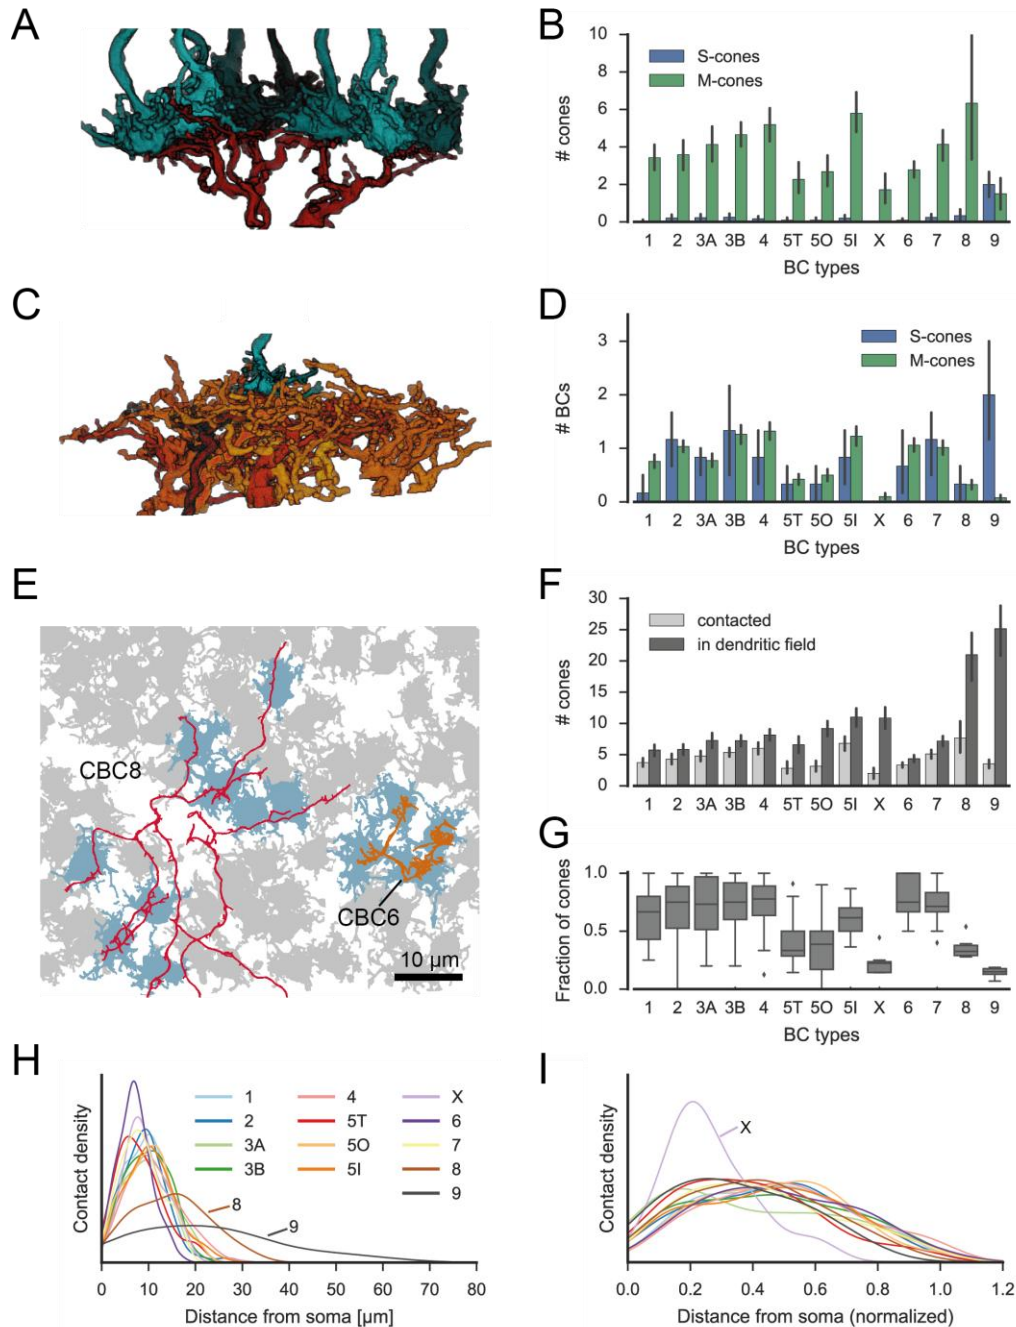 A
B
10
8
6
4
2
0
# cones
S-cones
M-cones
1 2 3A 3B 4 5T 5O 5I X 6 7 8 9
BC types
C
D
3
2
1
0
# BCs
S-cones
M-cones
1 2 3A 3B 4 5T 5O 5I X 6 7 8 9
BC types
E
CBC8
CBC6
10 µm
F
30
25
20
15
10
5
0
# cones
contacted
in dendritic field
1 2 3A 3B 4 5T 5O 5I X 6 7 8 9
G
1.0
0.5
0.0
Fraction of cones
1 2 3A 3B 4 5T 5O 5I X 6 7 8 9
BC types
H
Contact density
1 4 X
2 5T 6
3A 5O 7
3B 5I 8
9
8
9
0 10 20 30 40 50 60 70 80
Distance from soma [µm]
I
Contact density
X
0.0 0.2 0.4 0.6 0.8 1.0 1.2
Distance from soma (normalized)